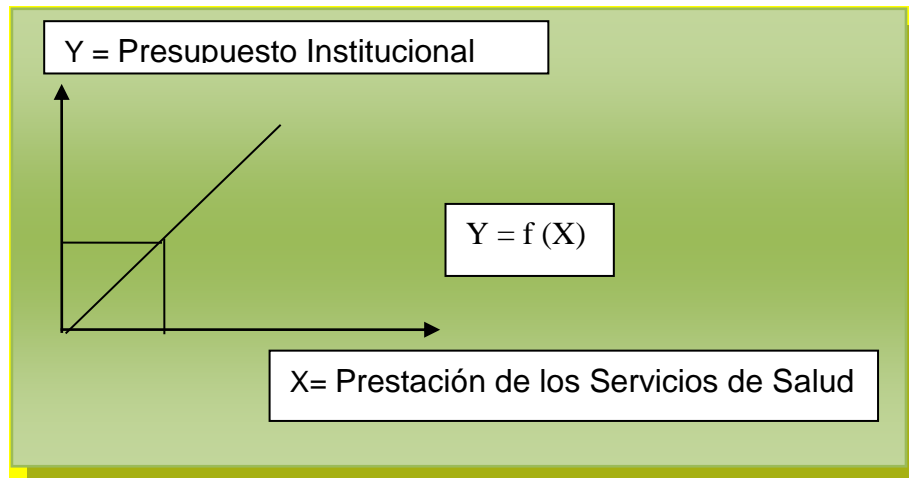 Y = Presupuesto Institucional
Y = f (X)
X= Prestación de los Servicios de Salud